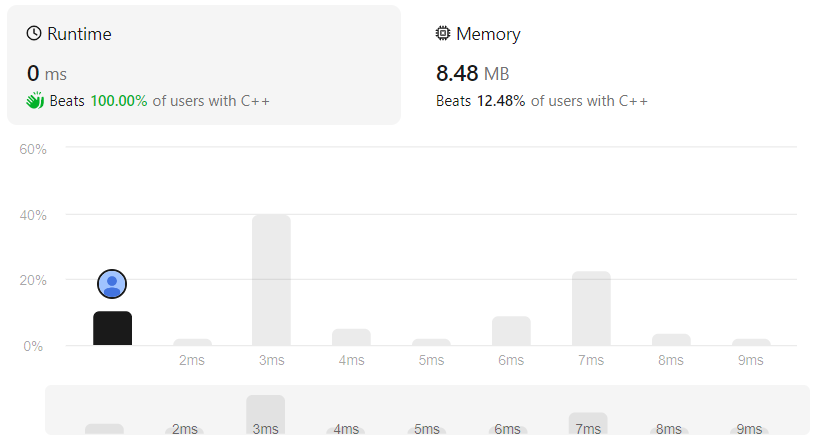 Runtime
Memory
0 ms
8.48 MB
Beats 100.00% of users with C++
Beats 12.48% of users with C++
60%
40%
20%
0%
2ms 3ms 4ms 5ms 6ms 7ms 8ms 9ms
2ms 3ms 4ms 5ms 6ms 7ms 8ms 9ms